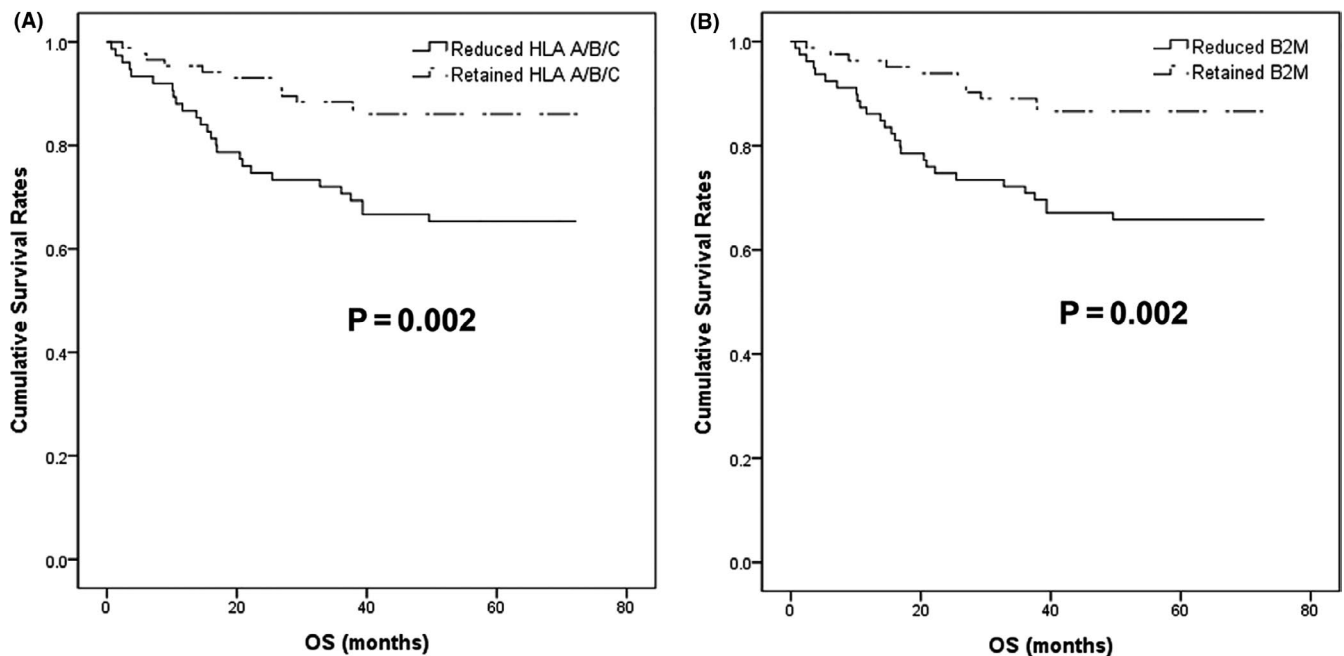 (A)
Reduced HLA A/B/C
Retained HLA A/B/C
1.0
0.8
0.6
0.4
0.2
0.0
Cumulative Survival Rates
P = 0.002
0 20 40 60 80
OS (months)
(B)
Reduced B2M
Retained B2M
1.0
0.8
0.6
0.4
0.2
0.0
Cumulative Survival Rates
P = 0.002
0 20 40 60 80
OS (months)